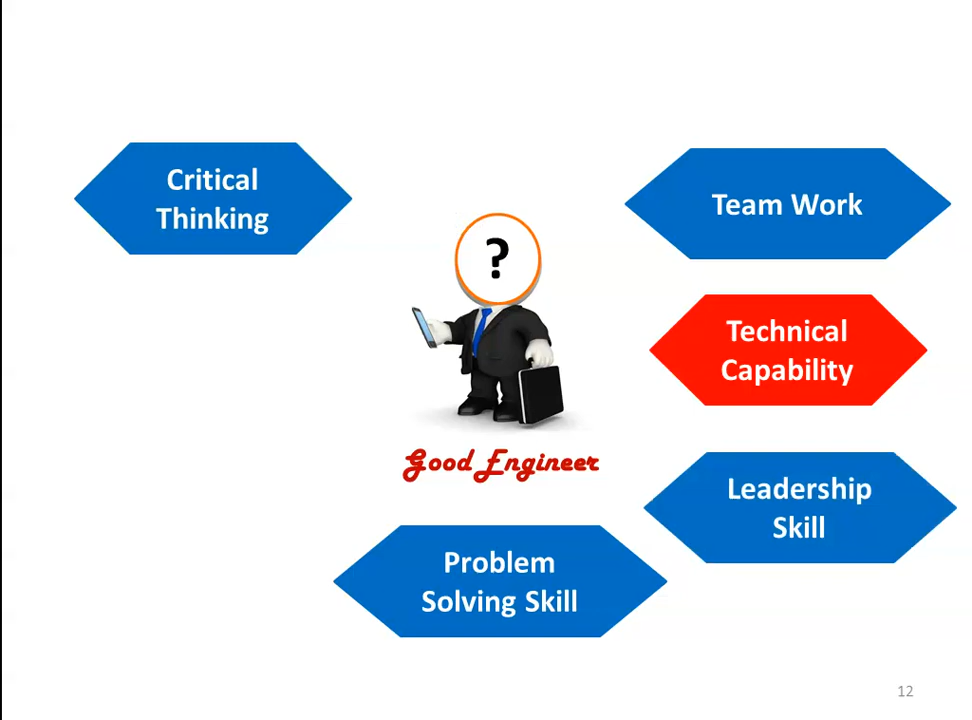 Critical
Thinking
Team Work
?
Technical
Capability
Good Engineer
Leadership
Skill
Problem
Solving Skill
12